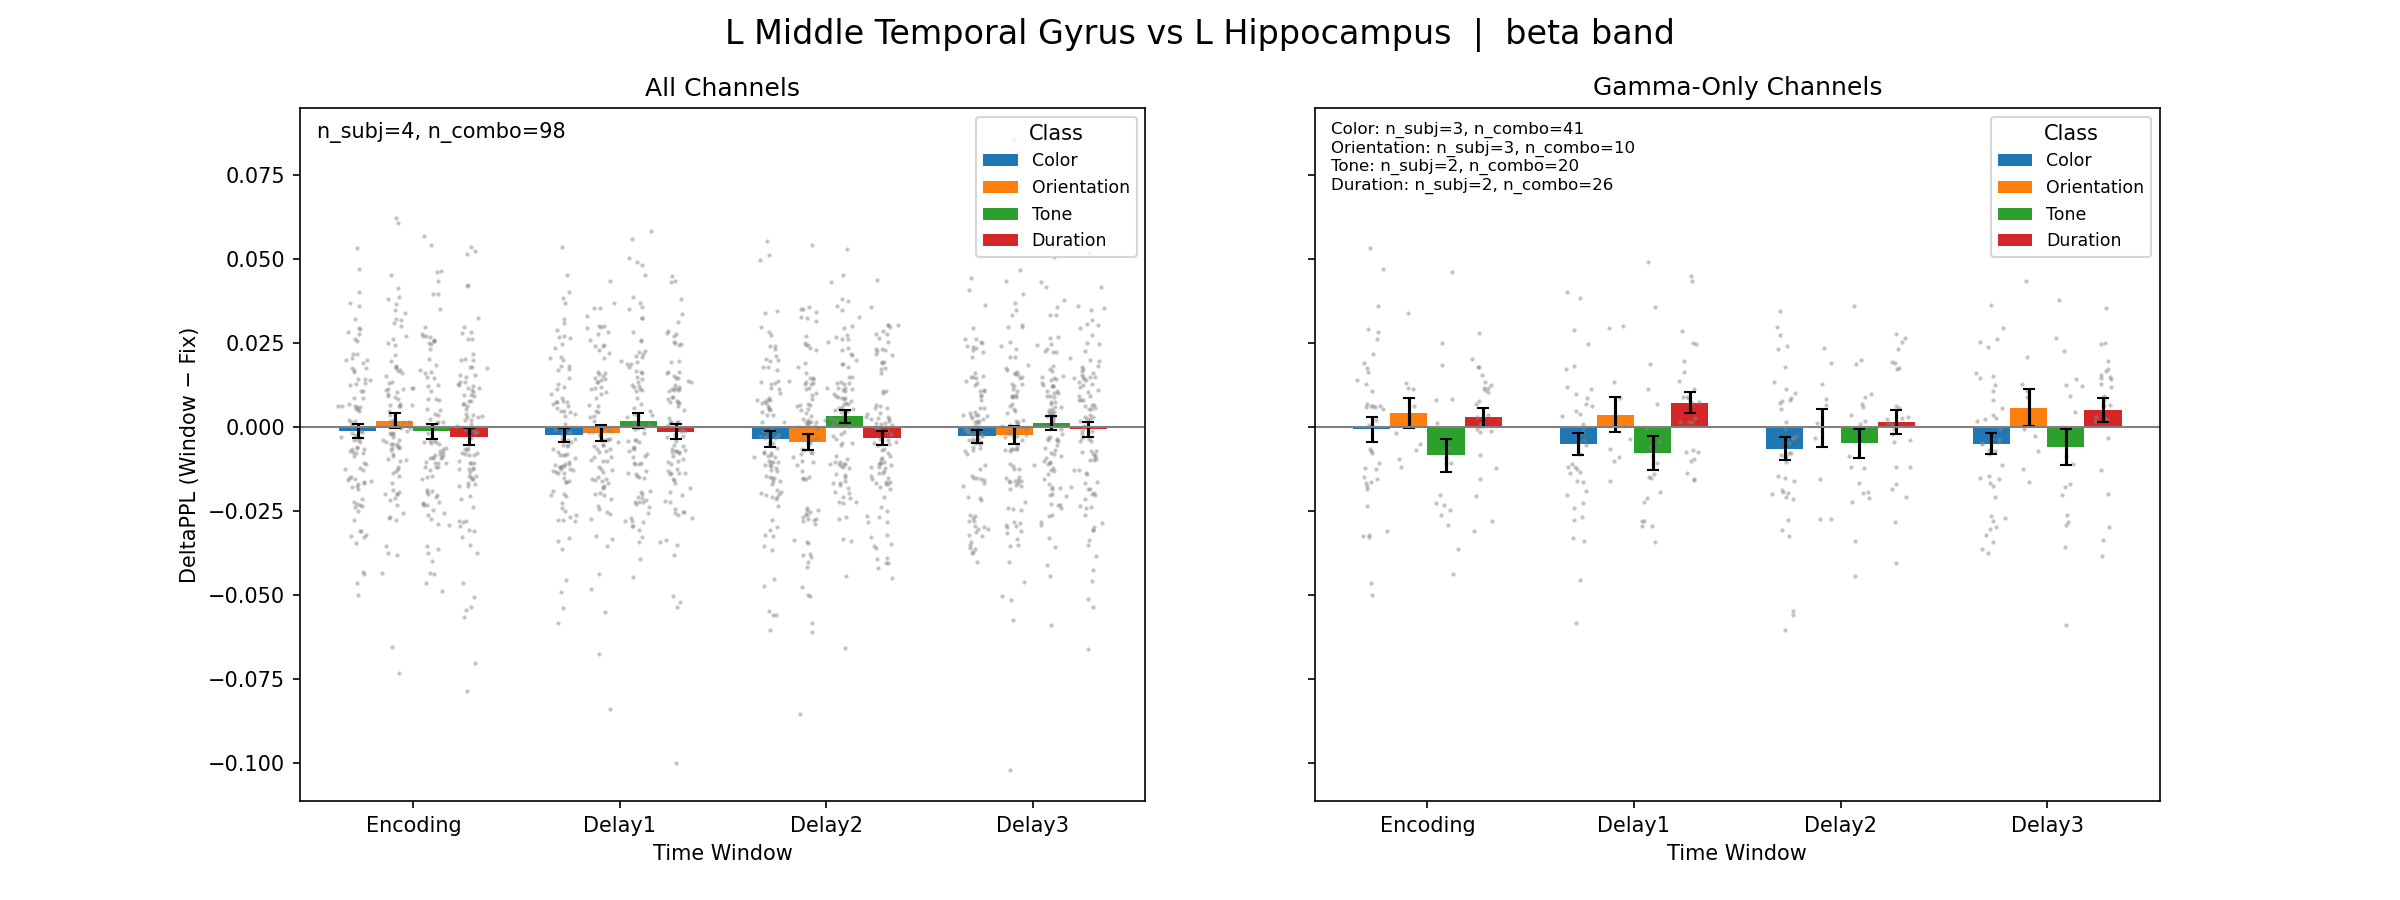 L Middle Temporal Gyrus vs L Hippocampus | beta band
All Channels
n_subj=4, n_combo=98
Class
Color
Orientation
Tone
Duration
DeltaPPL (Window − Fix)
0.075
0.050
0.025
0.000
−0.025
−0.050
−0.075
−0.100
Encoding
Delay1
Delay2
Delay3
Time Window
Gamma-Only Channels
Color: n_subj=3, n_combo=41
Orientation: n_subj=3, n_combo=10
Tone: n_subj=2, n_combo=20
Duration: n_subj=2, n_combo=26
Class
Color
Orientation
Tone
Duration
Encoding
Delay1
Delay2
Delay3
Time Window